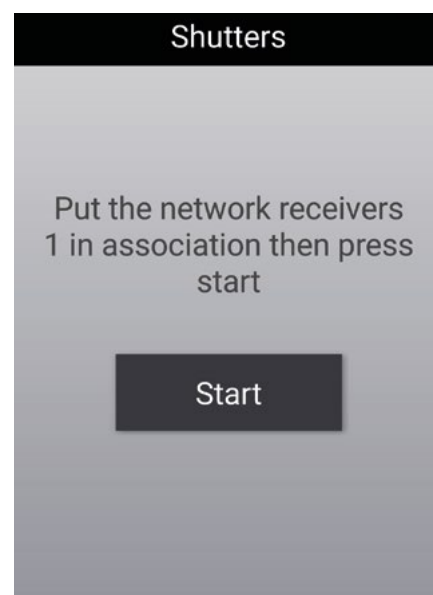 Shutters
Put the network receivers
1 in association then press
start
Start